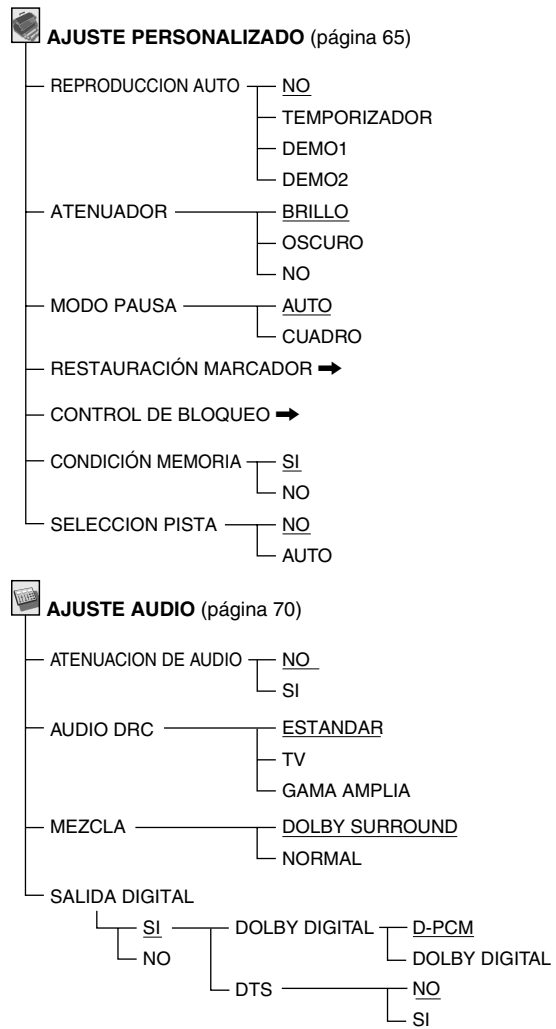 AJUSTE PERSONALIZADO (página 65)
REPRODUCCION AUTO NO
TEMPORIZADOR
DEMO1
DEMO2
ATENUADOR BRILLO
OSCURO
NO
MODO PAUSA AUTO
CUADRO
RESTAURACIÓN MARCADOR ➡
CONTROL DE BLOQUEO ➡
CONDICIÓN MEMORIA SI
NO
SELECCION PISTA NO
AUTO
AJUSTE AUDIO (página 70)
ATENUACION DE AUDIO NO
SI
AUDIO DRC ESTANDAR
TV
GAMA AMPLIA
MEZCLA DOLBY SURROUND
NORMAL
SALIDA DIGITAL
SI DOLBY DIGITAL D-PCM
NO DOLBY DIGITAL
DTS NO
SI